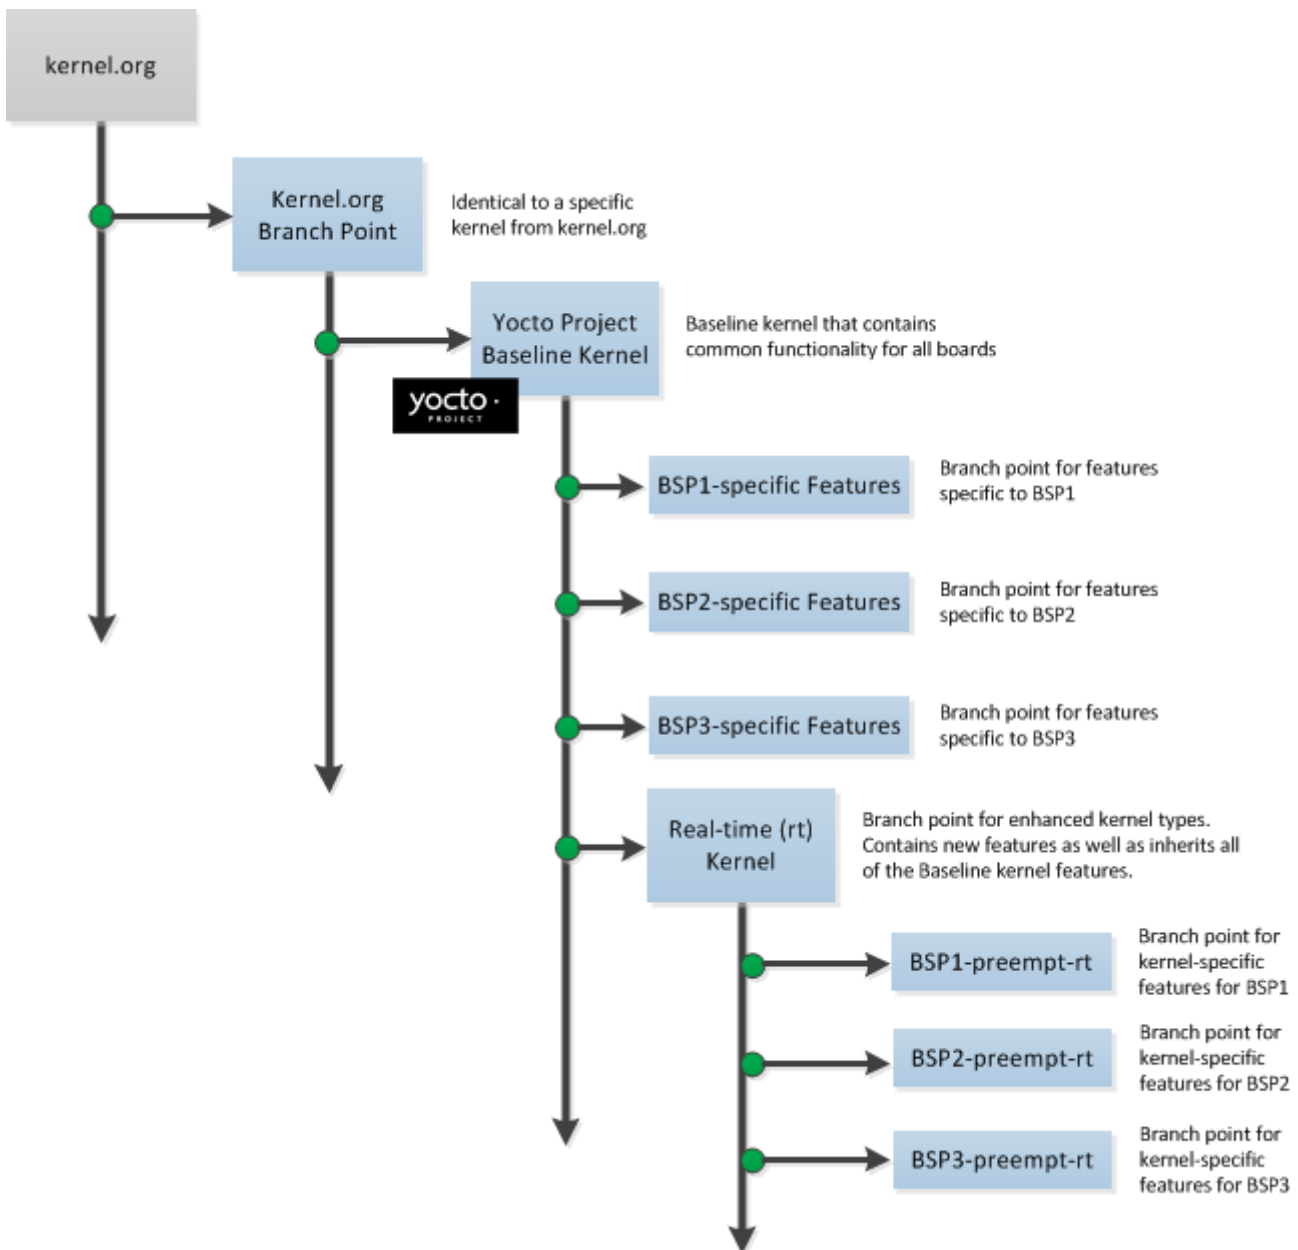 kernel.org
Kernel.org
Branch Point
Identical to a specific
kernel from kernel.org
Yocto Project
Baseline Kernel
yocto ·
PROJECT
Baseline kernel that contains
common functionality for all boards
BSP1-specific Features
Branch point for features
specific to BSP1
BSP2-specific Features
Branch point for features
specific to BSP2
BSP3-specific Features
Branch point for features
specific to BSP3
Real-time (rt)
Kernel
Branch point for enhanced kernel types.
Contains new features as well as inherits all
of the Baseline kernel features.
BSP1-preempt-rt
Branch point for
kernel-specific
features for BSP1
BSP2-preempt-rt
Branch point for
kernel-specific
features for BSP2
BSP3-preempt-rt
Branch point for
kernel-specific
features for BSP3